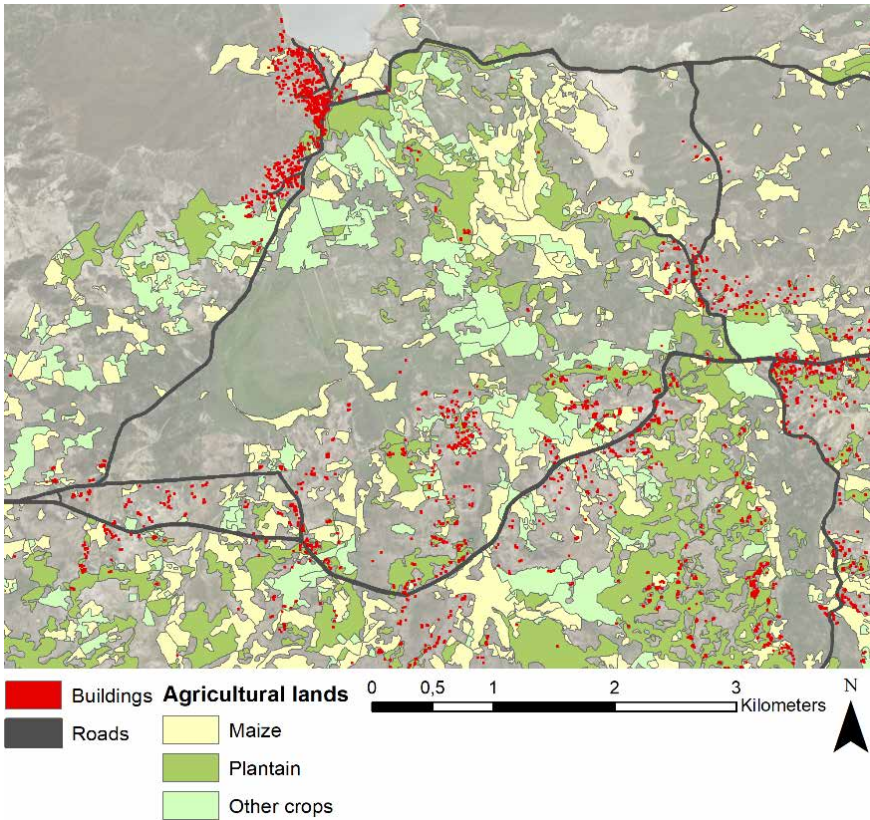 Buildings
Roads
Agricultural lands
Maize
Plantain
Other crops
0 0,5 1 2 3
Kilometers
N